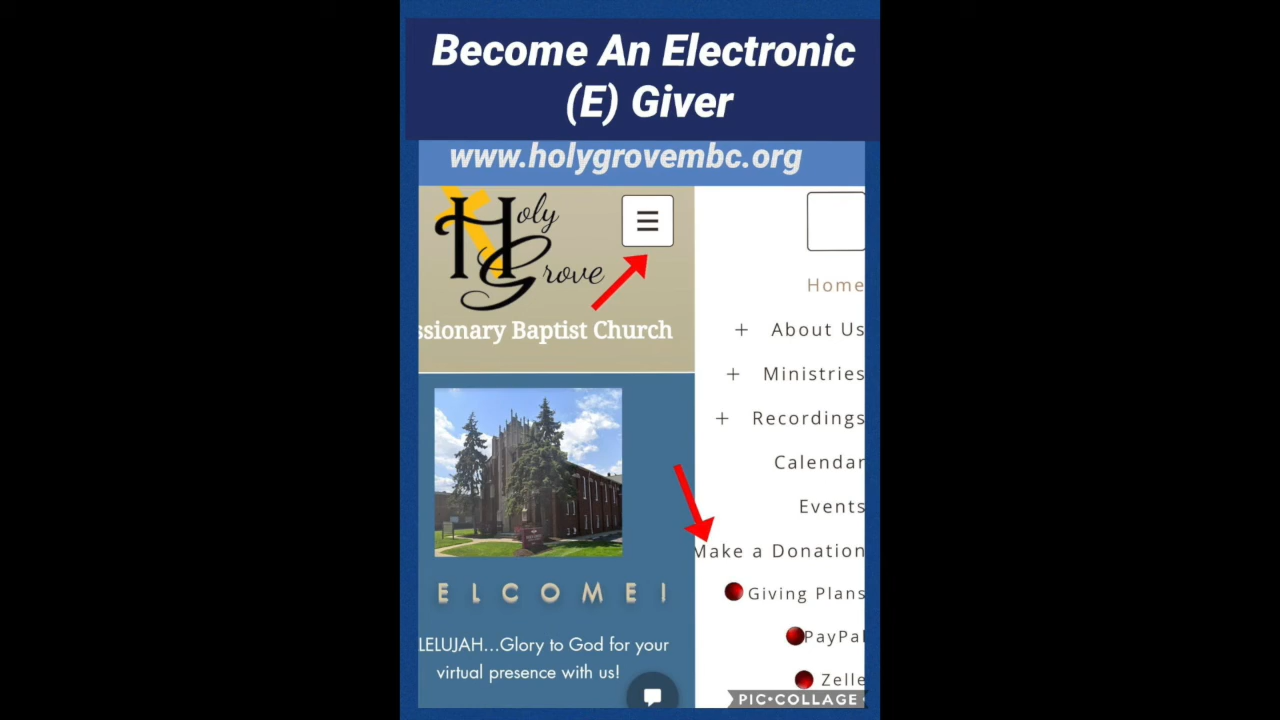 Become An Electronic
(E) Giver
www.holygrovembc.org
Holy
Grove
ssionary Baptist Church
E L C O M E
LELUJAH...Glory to God for your
virtual presence with us!
Home
+ About Us
+ Ministries
+ Recordings
Calendar
Events
Make a Donation
Giving Plans
PayPal
Zelle
PIC•COLLAGE